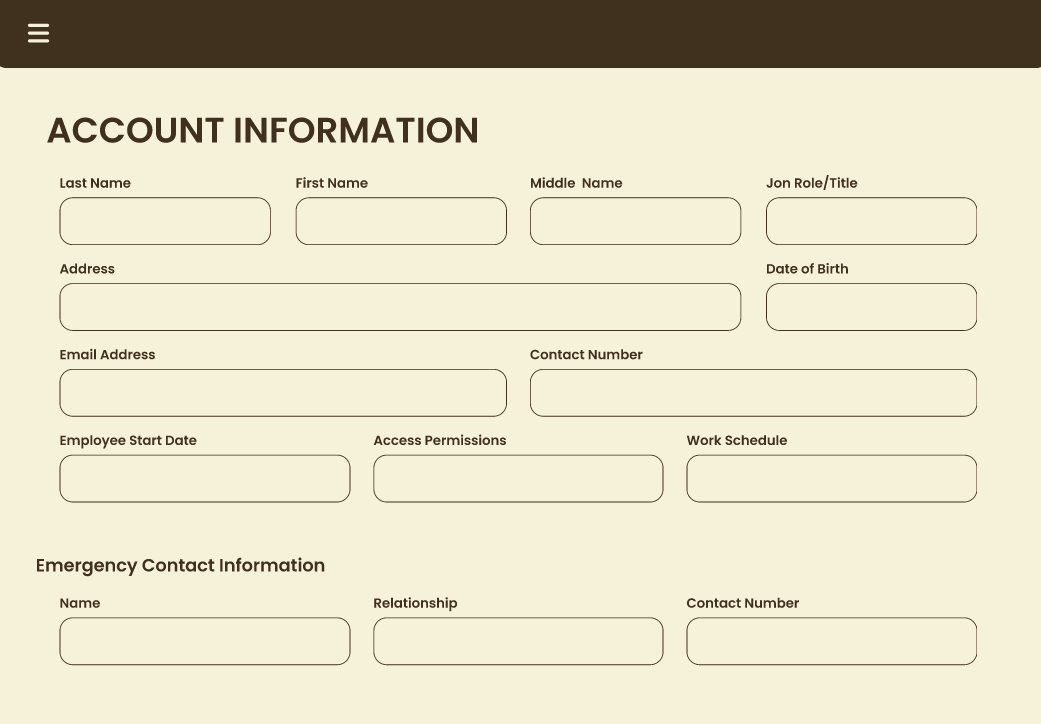 ACCOUNT INFORMATION
Last Name First Name Middle Name Jon Role/Title
Address Date of Birth
Email Address Contact Number
Employee Start Date Access Permissions Work Schedule
Emergency Contact Information
Name Relationship Contact Number